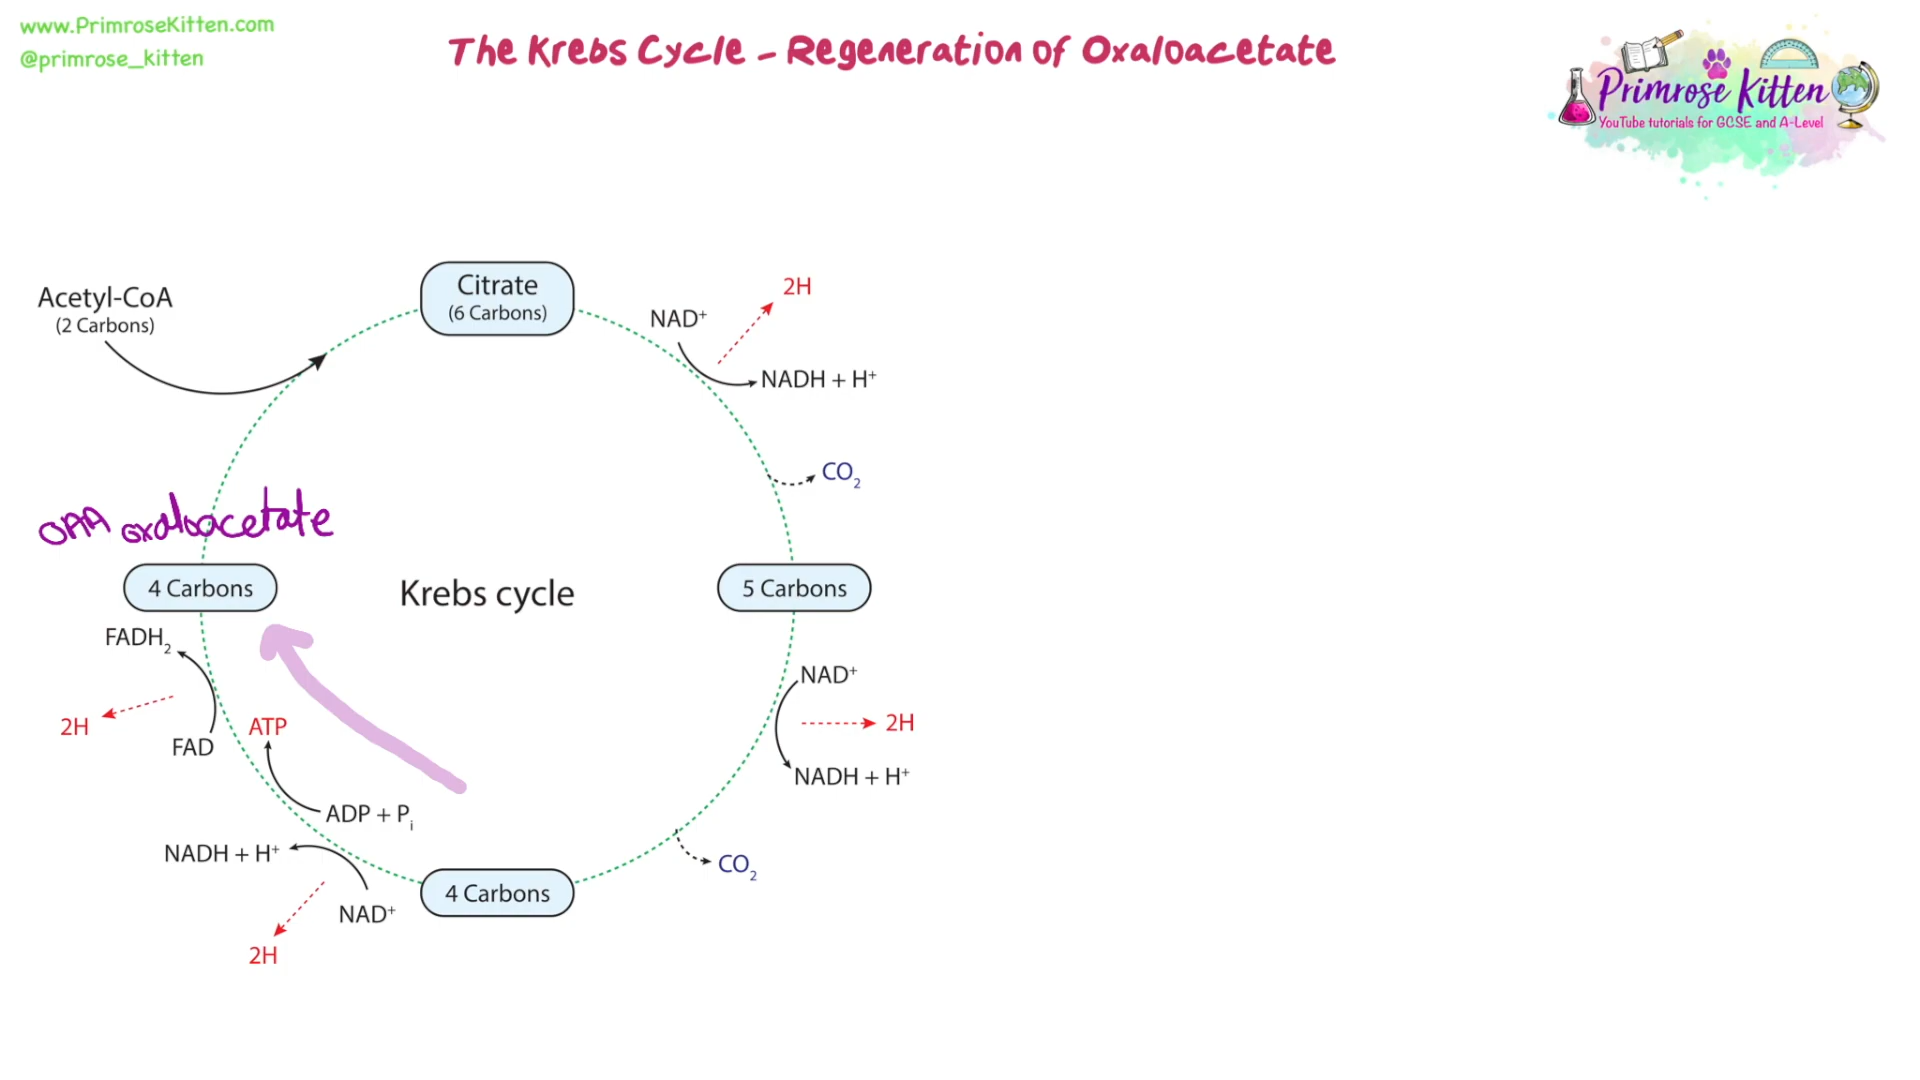 www.PrimroseKitten.com
@primrose_kitten
The Krebs Cycle - Regeneration of Oxaloacetate
Primrose Kitten
YouTube tutorials for GCSE and A-Level
Acetyl-CoA
(2 Carbons)
Citrate
(6 Carbons)
2H
NAD⁺
NADH + H⁺
CO₂
OAA oxaloacetate
4 Carbons
Krebs cycle
5 Carbons
FADH₂
2H
FAD
ATP
ADP + Pᵢ
NAD⁺
2H
NADH + H⁺
NADH + H⁺
NAD⁺
2H
4 Carbons
CO₂